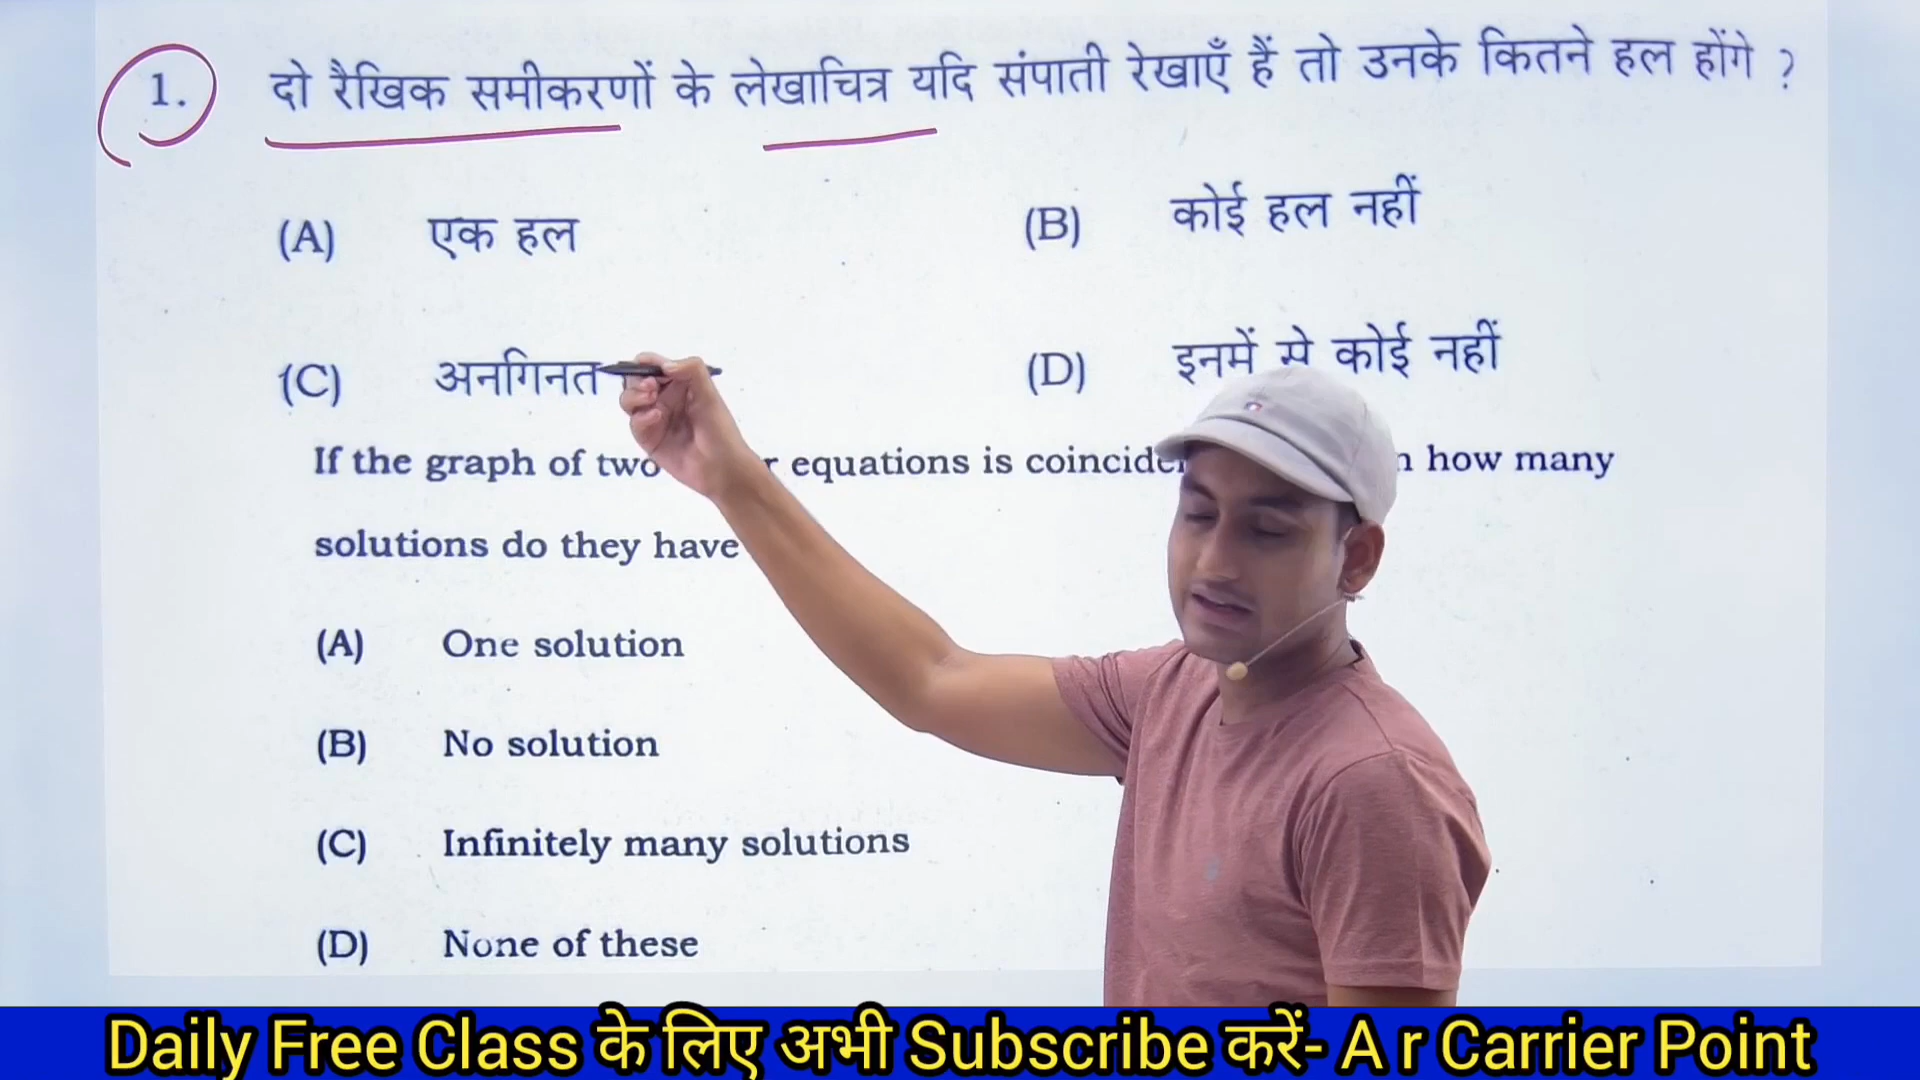 1. दो रैखिक समीकरणों के लेखाचित्र यदि संपाती रेखाएँ हैं तो उनके कितने हल होंगे ?
(A) एक हल (B) कोई हल नहीं
(C) अनगिनत (D) इनमें से कोई नहीं
If the graph of two equations is how many
solutions do they have
(A) One solution
(B) No solution
(C) Infinitely many solutions
(D) None of these
Daily Free Class के लिए अभी Subscribe करें- A r Carrier Point